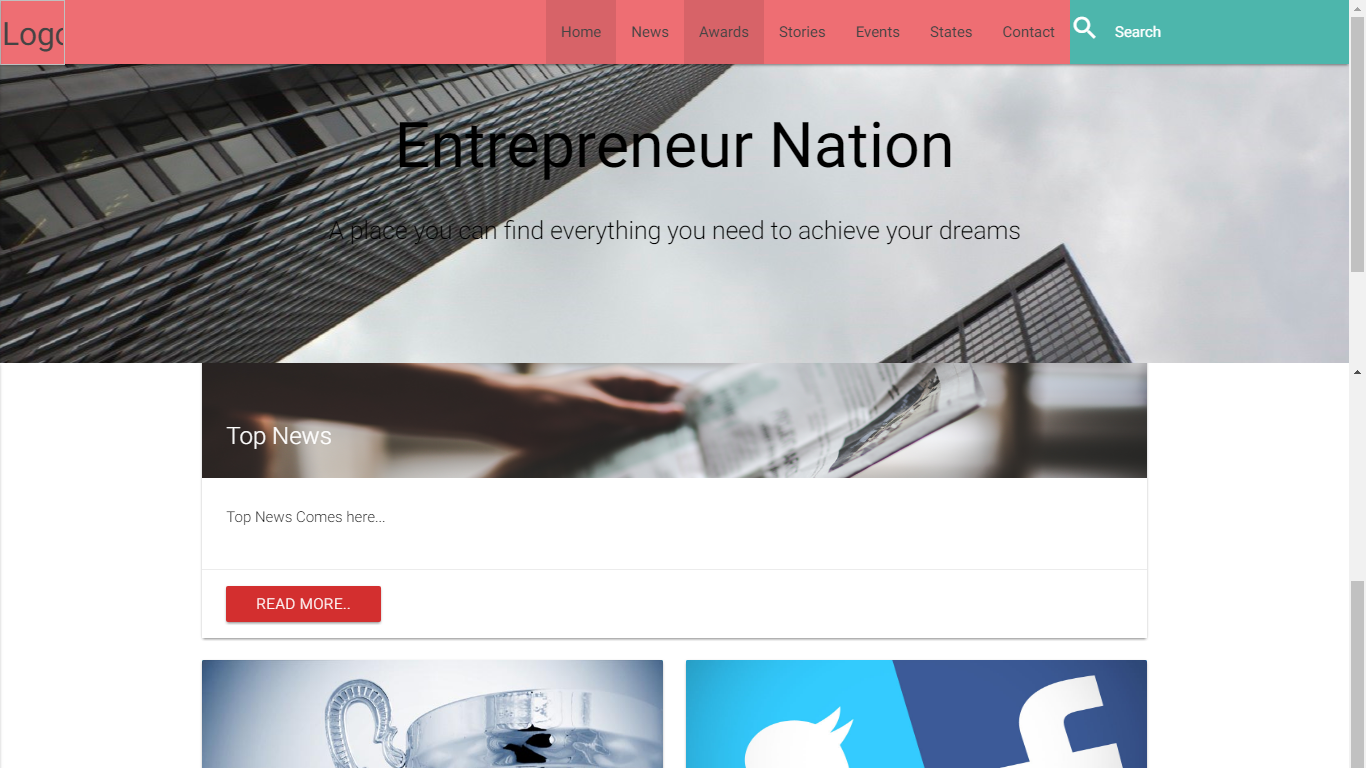 Logo
Home News Awards Stories Events States Contact Search
Entrepreneur Nation
A place you can find everything you need to achieve your dreams
Top News
Top News Comes here...
READ MORE..